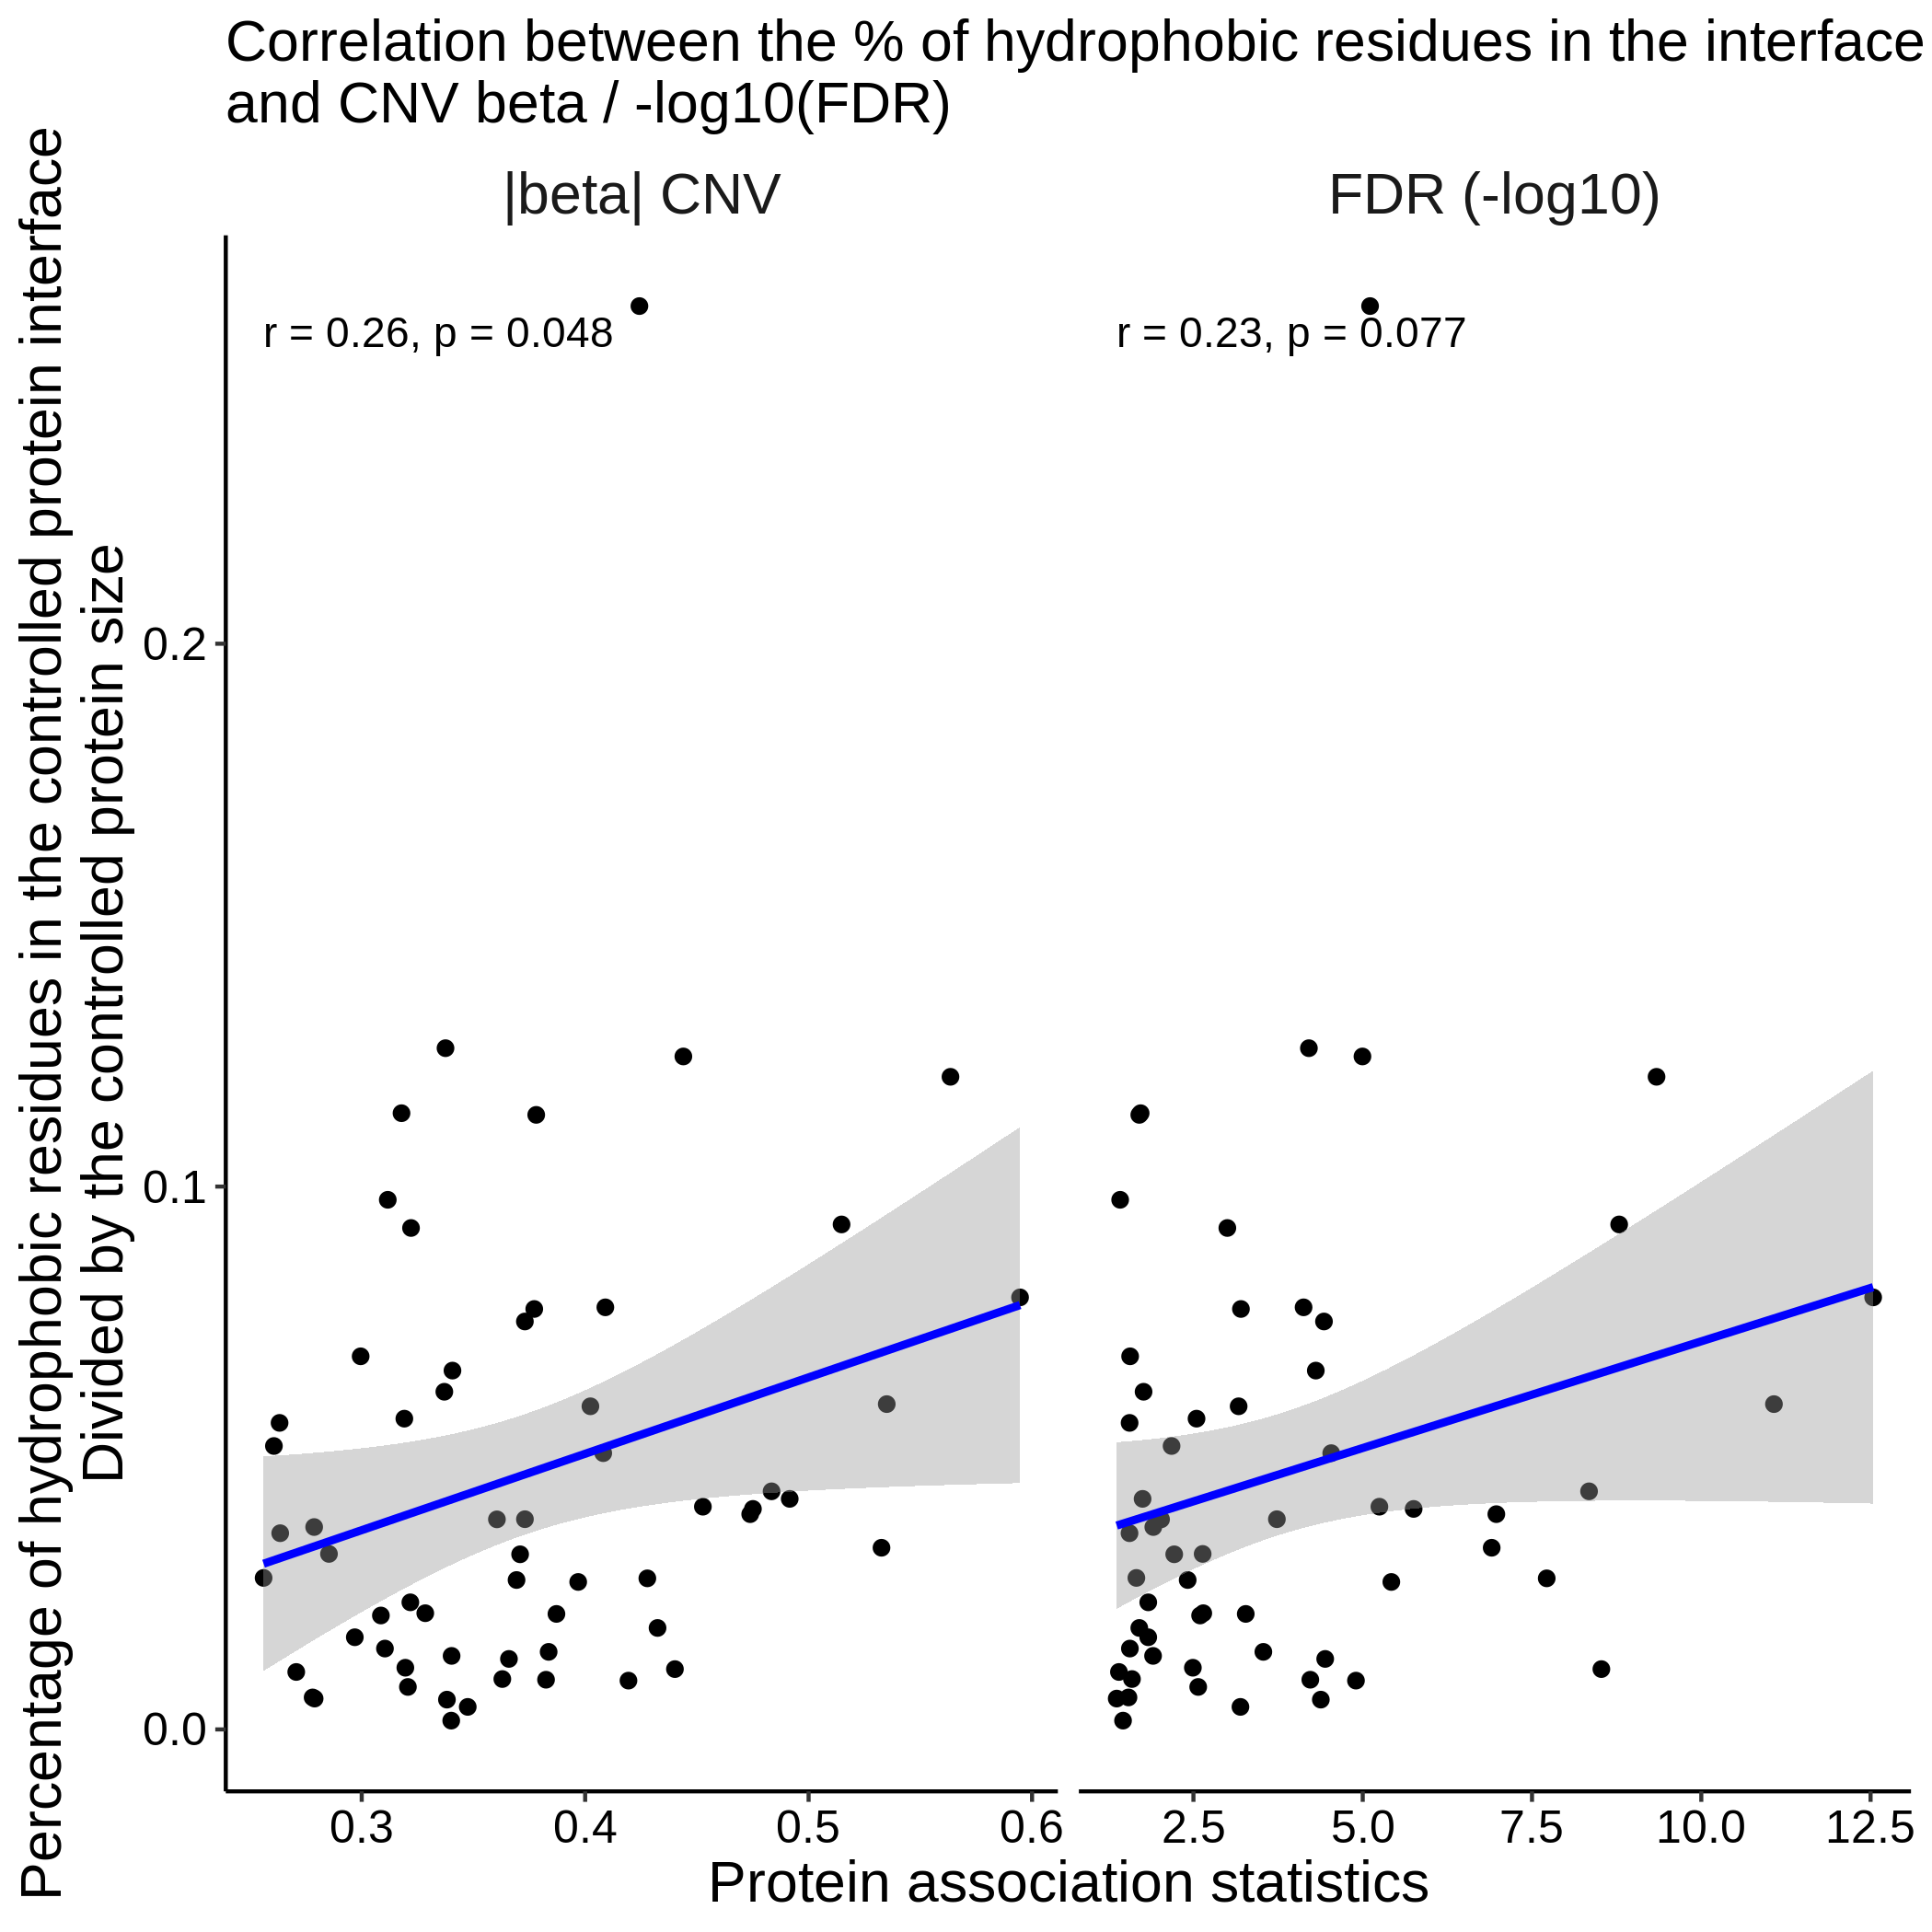 Correlation between the % of hydrophobic residues in the interface
and CNV beta / -log10(FDR)
|beta| CNV
FDR (-log10)
Percentage of hydrophobic residues in the controlled protein interface
Divided by the controlled protein size
r = 0.26, p = 0.048
r = 0.23, p = 0.077
0.2
0.1
0.0
0.3
0.4
0.5
0.6
2.5
5.0
7.5
10.0
12.5
Protein association statistics